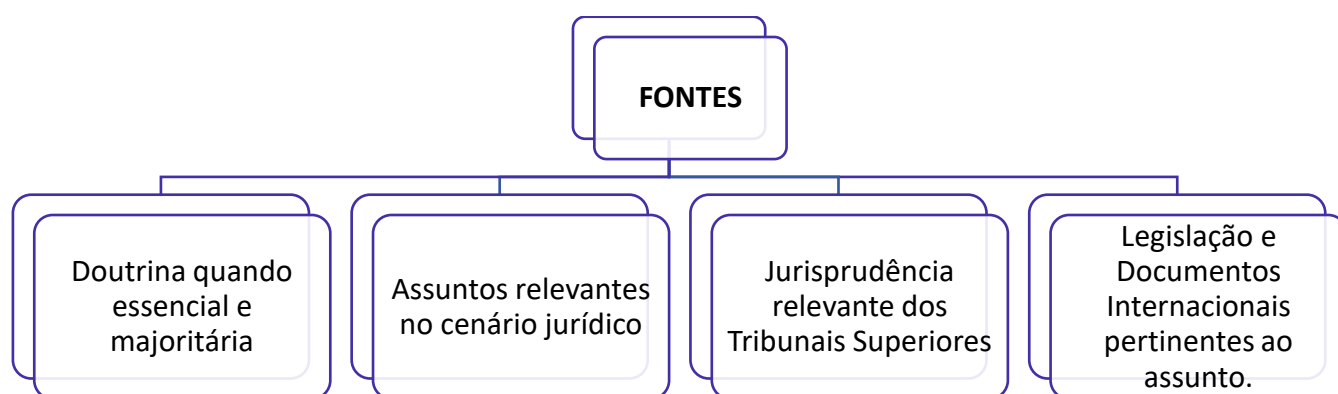 FONTES
Doutrina quando
essencial e
majoritária
Assuntos relevantes
no cenário jurídico
Jurisprudência
relevante dos
Tribunais Superiores
Legislação e
Documentos
Internacionais
pertinentes ao
assunto.